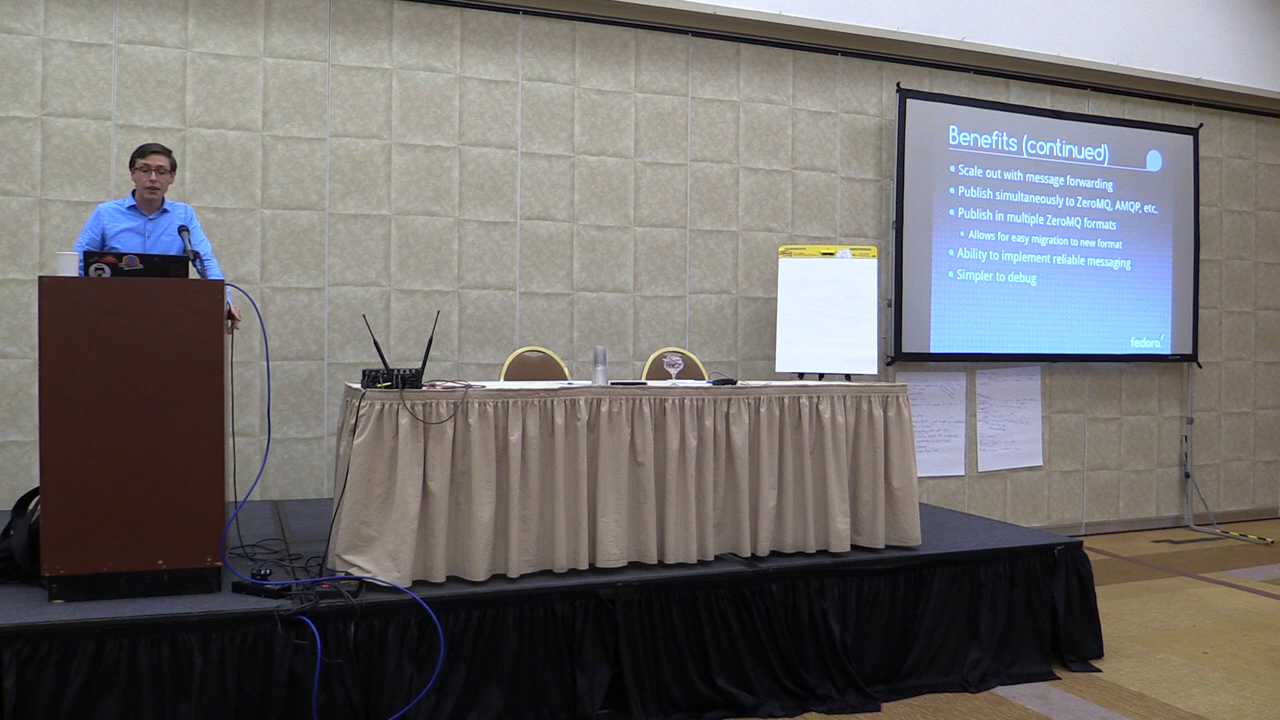 Benefits (continued)
Scale out with message forwarding
Publish simultaneously to ZeroMQ, AMQP, etc.
Publish in multiple ZeroMQ formats
Allows for easy migration to new format
Ability to implement reliable messaging
Simpler to debug
fedora